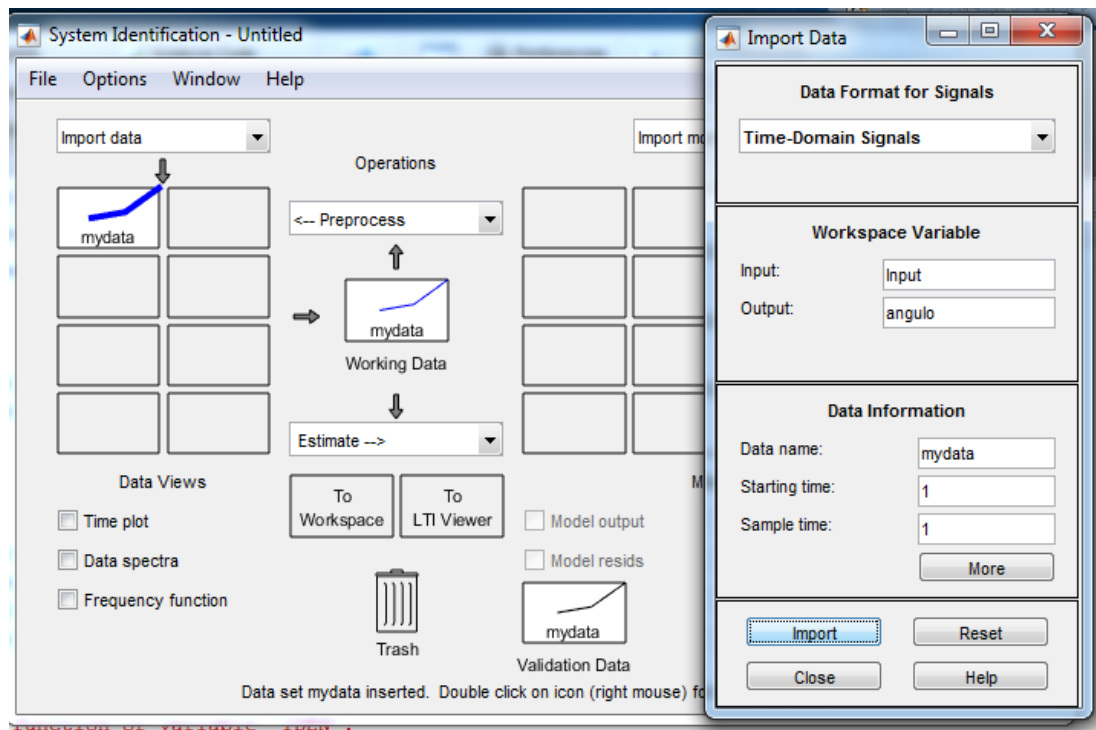 System Identification - Untitled
File Options Window Help
Import data
Operations
Import mo
mydata
<-- Preprocess
mydata
Working Data
Estimate -->
Data Views
M
To Workspace
To LTI Viewer
Time plot
Data spectra
Frequency function
Model output
Model resids
Trash
mydata
Validation Data
Data set mydata inserted. Double click on icon (right mouse) fo
Import Data
Data Format for Signals
Time-Domain Signals
Workspace Variable
Input: Input
Output: angulo
Data Information
Data name: mydata
Starting time: 1
Sample time: 1
More
Import Reset
Close Help